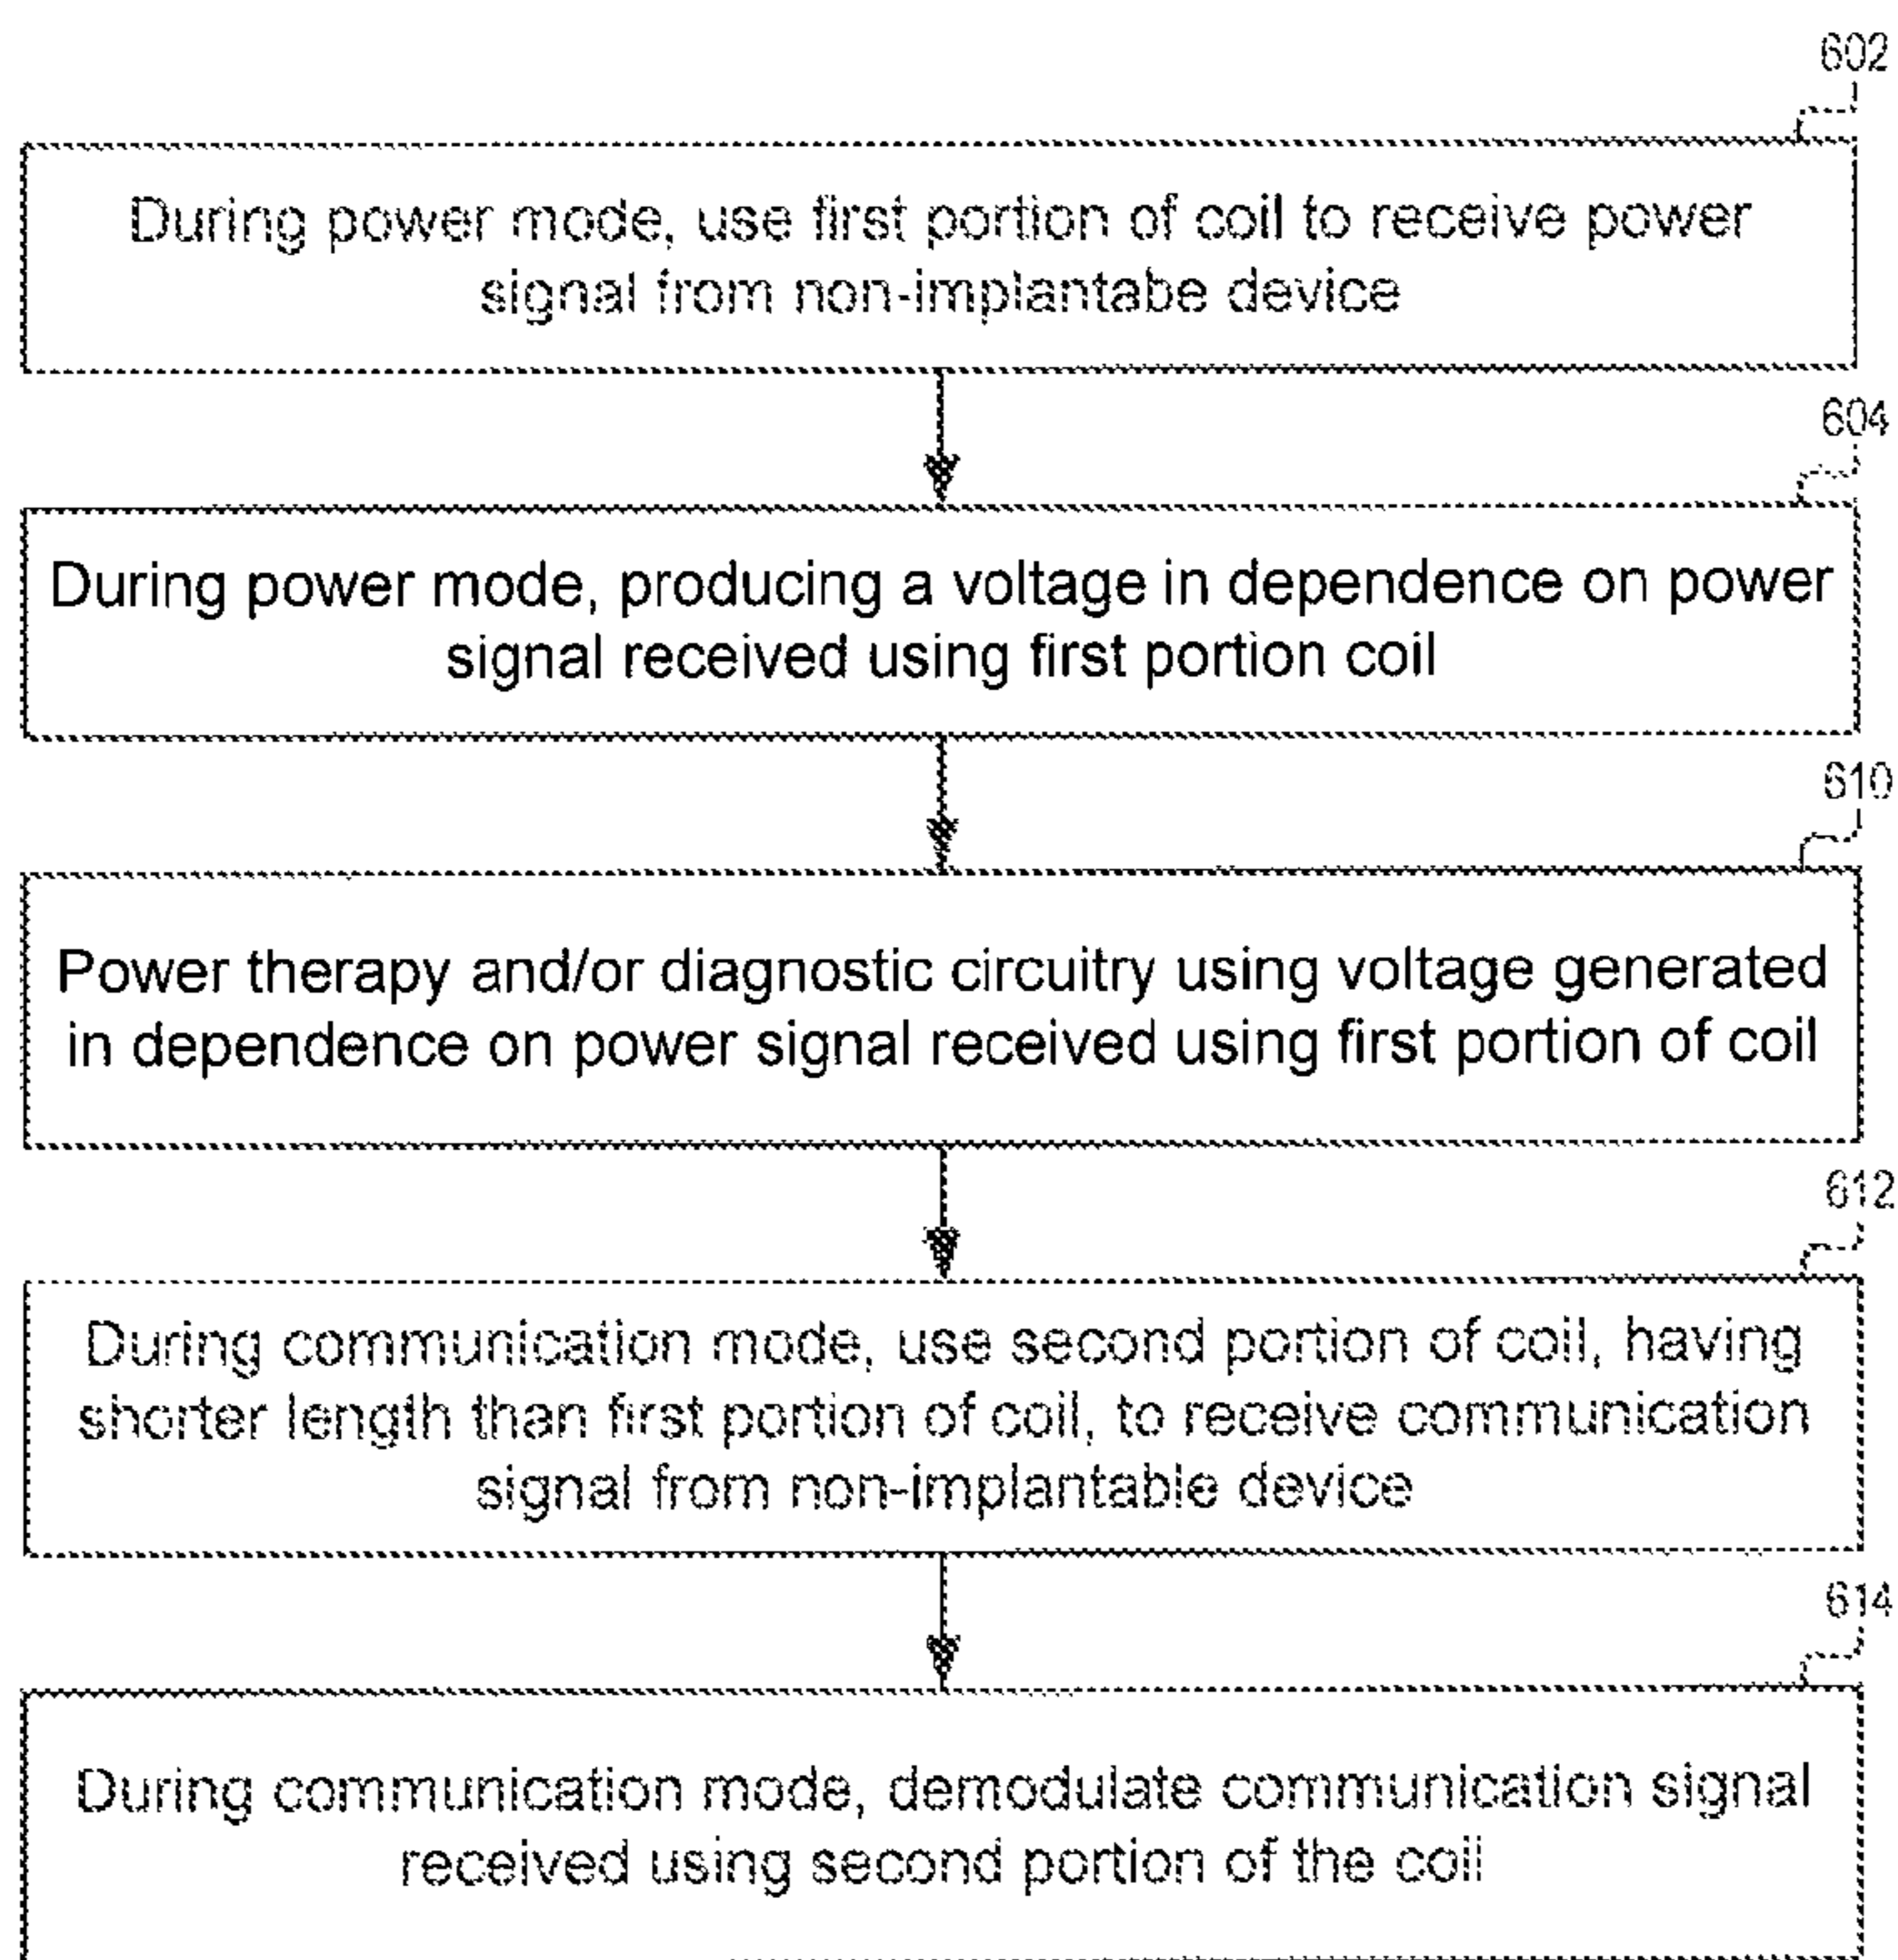 602
During power mode, use first portion of coil to receive power
signal from non-implantabe device
604
During power mode, producing a voltage in dependence on power
signal received using first portion coil
610
Power therapy and/or diagnostic circuitry using voltage generated
in dependence on power signal received using first portion of coil
612
During communication mode, use second portion of coil, having
shorter length than first portion of coil, to receive communication
signal from non-implantable device
614
During communication mode, demodulate communication signal
received using second portion of the coil